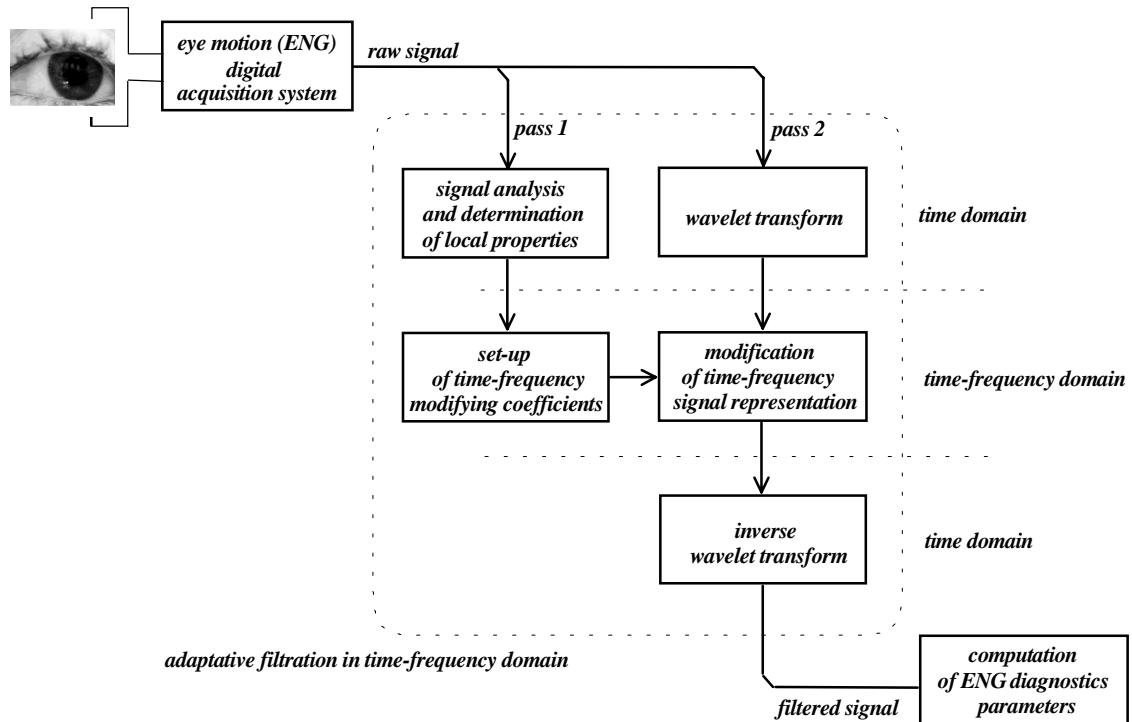 eye motion (ENG)
digital
acquisition system
raw signal
pass 1
pass 2
signal analysis
and determination
of local properties
wavelet transform
time domain
set-up
of time-frequency
modifying coefficients
modification
of time-frequency
signal representation
time-frequency domain
inverse
wavelet transform
time domain
adaptative filtration in time-frequency domain
filtered signal
computation
of ENG diagnostics
parameters